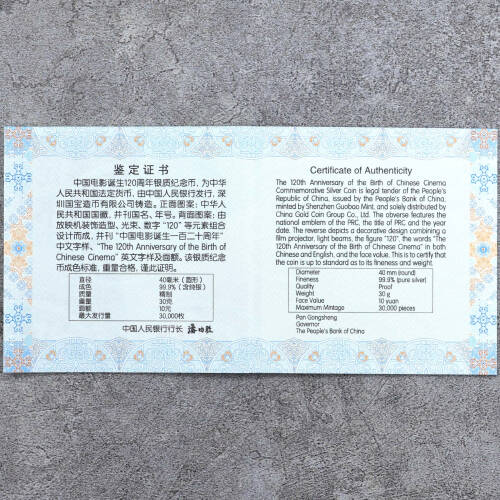 鉴定证书
中国电影诞生120周年银质纪念币，为中华
人民共和国法定货币，由中国人民银行发行，
深圳国宝造币有限公司铸造。正面图案：中华人
民共和国国徽，并刊国名、年号。背面图案：由
放映机装饰造型、光束、数字“120”等元素组合
设计而成，并刊“中国电影诞生一百二十周年”
中文字样、“The 120th Anniversary of the Birth of
Chinese Cinema”英文字样及面额。该银质纪念
币成色标准，重量合格，谨此证明。
直径 40毫米（圆形）
成色 99.9%（含纯银）
质量 精制
重量 30克
面额 10元
最大发行量 30,000枚
中国人民银行行长 潘功胜
Certificate of Authenticity
The 120th Anniversary of the Birth of Chinese Cinema
Commemorative Silver Coin is legal tender of the People's
Republic of China, issued by the People's Bank of China,
minted by Shenzhen Guobao Mint, and solely distributed by
China Gold Coin Group Co., Ltd. The obverse features the
national emblem of the PRC, the title of PRC and the year
date. The reverse depicts a decorative design combining a
film projector, light beams, the figure "120", the words "The
120th Anniversary of the Birth of Chinese Cinema" in both
Chinese and English, and the face value. This is to certify that
the coin is up to standard as to its fineness and weight.
Diameter 40 mm (round)
Fineness 99.9% (pure silver)
Quality Proof
Weight 30 g
Face Value 10 yuan
Maximum Mintage 30,000 pieces
Pan Gongsheng
Governor
The People's Bank of China